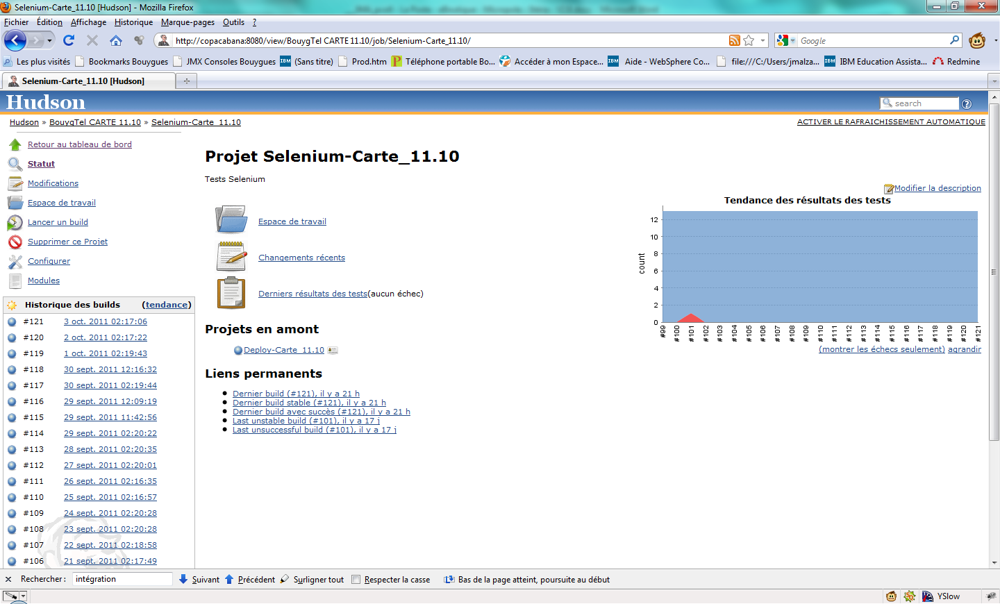 Selenium-Carte_11.10 [Hudson] - Mozilla Firefox
Fichier Édition Affichage Historique Marque-pages Outils ?
http://copacabana:8080/view/BouygTel CARTE 11.10/job/Selenium-Carte_11.10/
Google
Les plus visités Bookmarks Bouygues JMX Consoles Bouygues (Sans titre) Prod.htm Téléphone portable Bo... Accéder à mon Espace... Aide - WebSphere Co... file:///C:/Users/jmalza... IBM Education Assista... Redmine
Selenium-Carte_11.10 [Hudson]
Hudson
search
Hudson » BouygTel CARTE 11.10 » Selenium-Carte_11.10
ACTIVER LE RAFRAICHISSEMENT AUTOMATIQUE
Retour au tableau de bord
Statut
Modifications
Espace de travail
Lancer un build
Supprimer ce Projet
Configurer
Modules
Historique des builds (tendance)
#121 3 oct. 2011 02:17:06
#120 2 oct. 2011 02:17:22
#119 1 oct. 2011 02:19:43
#118 30 sept. 2011 12:16:32
#117 30 sept. 2011 02:19:44
#116 29 sept. 2011 12:09:19
#115 29 sept. 2011 11:42:56
#114 29 sept. 2011 02:20:22
#113 28 sept. 2011 02:20:35
#112 27 sept. 2011 02:20:01
#111 26 sept. 2011 02:16:35
#110 25 sept. 2011 02:16:57
#109 24 sept. 2011 02:20:28
#108 23 sept. 2011 02:20:28
#107 22 sept. 2011 02:18:58
#106 21 sept. 2011 02:17:49
Projet Selenium-Carte_11.10
Tests Selenium
Modifier la description
Espace de travail
Changements récents
Derniers résultats des tests(aucun échec)
Tendance des résultats des tests
count
12
10
8
6
4
2
0
#99 #100 #101 #102 #103 #104 #105 #106 #107 #108 #109 #110 #111 #112 #113 #114 #115 #116 #117 #118 #119 #120 #121
(montrer les échecs seulement) agrandir
Projets en amont
Deploy-Carte_11.10
Liens permanents
Dernier build (#121), il y a 21 h
Dernier build stable (#121), il y a 21 h
Dernier build avec succès (#121), il y a 21 h
Last unstable build (#101), il y a 17 j
Last unsuccessful build (#101), il y a 17 j
Rechercher : intégration Suivant Précédent Surligner tout Respecter la casse Bas de la page atteint, poursuite au début
YSlow